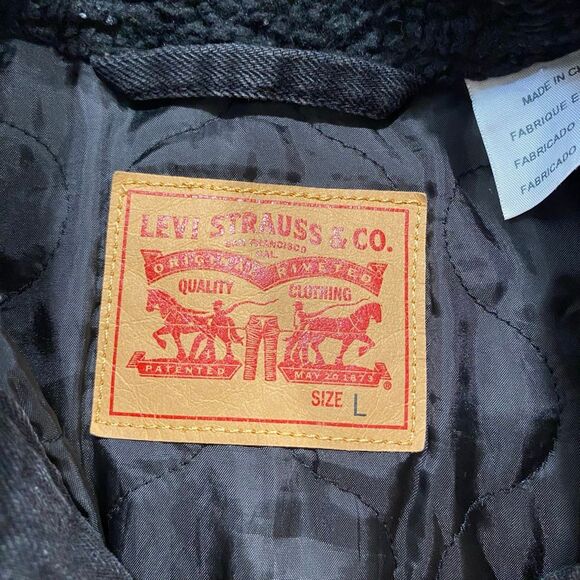 LEVI STRAUSS & CO.
SAN FRANCISCO
CAL.
ORIGINAL RIVETED
QUALITY CLOTHING
PATENTED MAY 20 1873
®
SIZE L
MADE IN
FABRIQUE
FABRICADO
FABRICADO